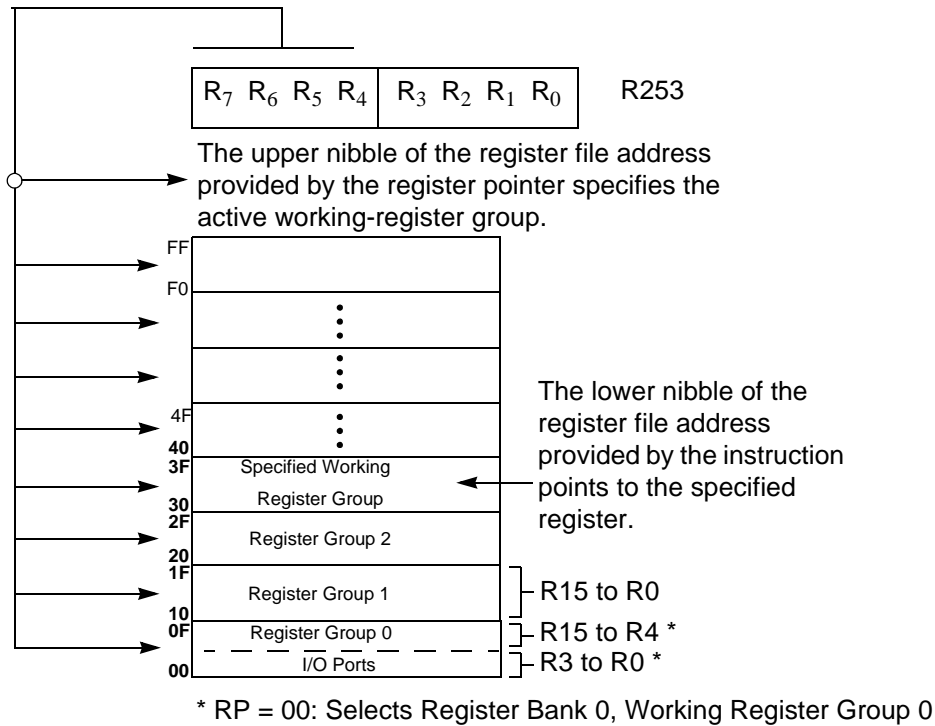 R₇ R₆ R₅ R₄ R₃ R₂ R₁ R₀ R253
The upper nibble of the register file address
provided by the register pointer specifies the
active working-register group.
FF
F0
4F
40
3F
Specified Working
Register Group
30
2F
Register Group 2
20
1F
Register Group 1
10
0F
Register Group 0
I/O Ports
00
The lower nibble of the
register file address
provided by the instruction
points to the specified
register.
R15 to R0
R15 to R4 *
R3 to R0 *
* RP = 00: Selects Register Bank 0, Working Register Group 0